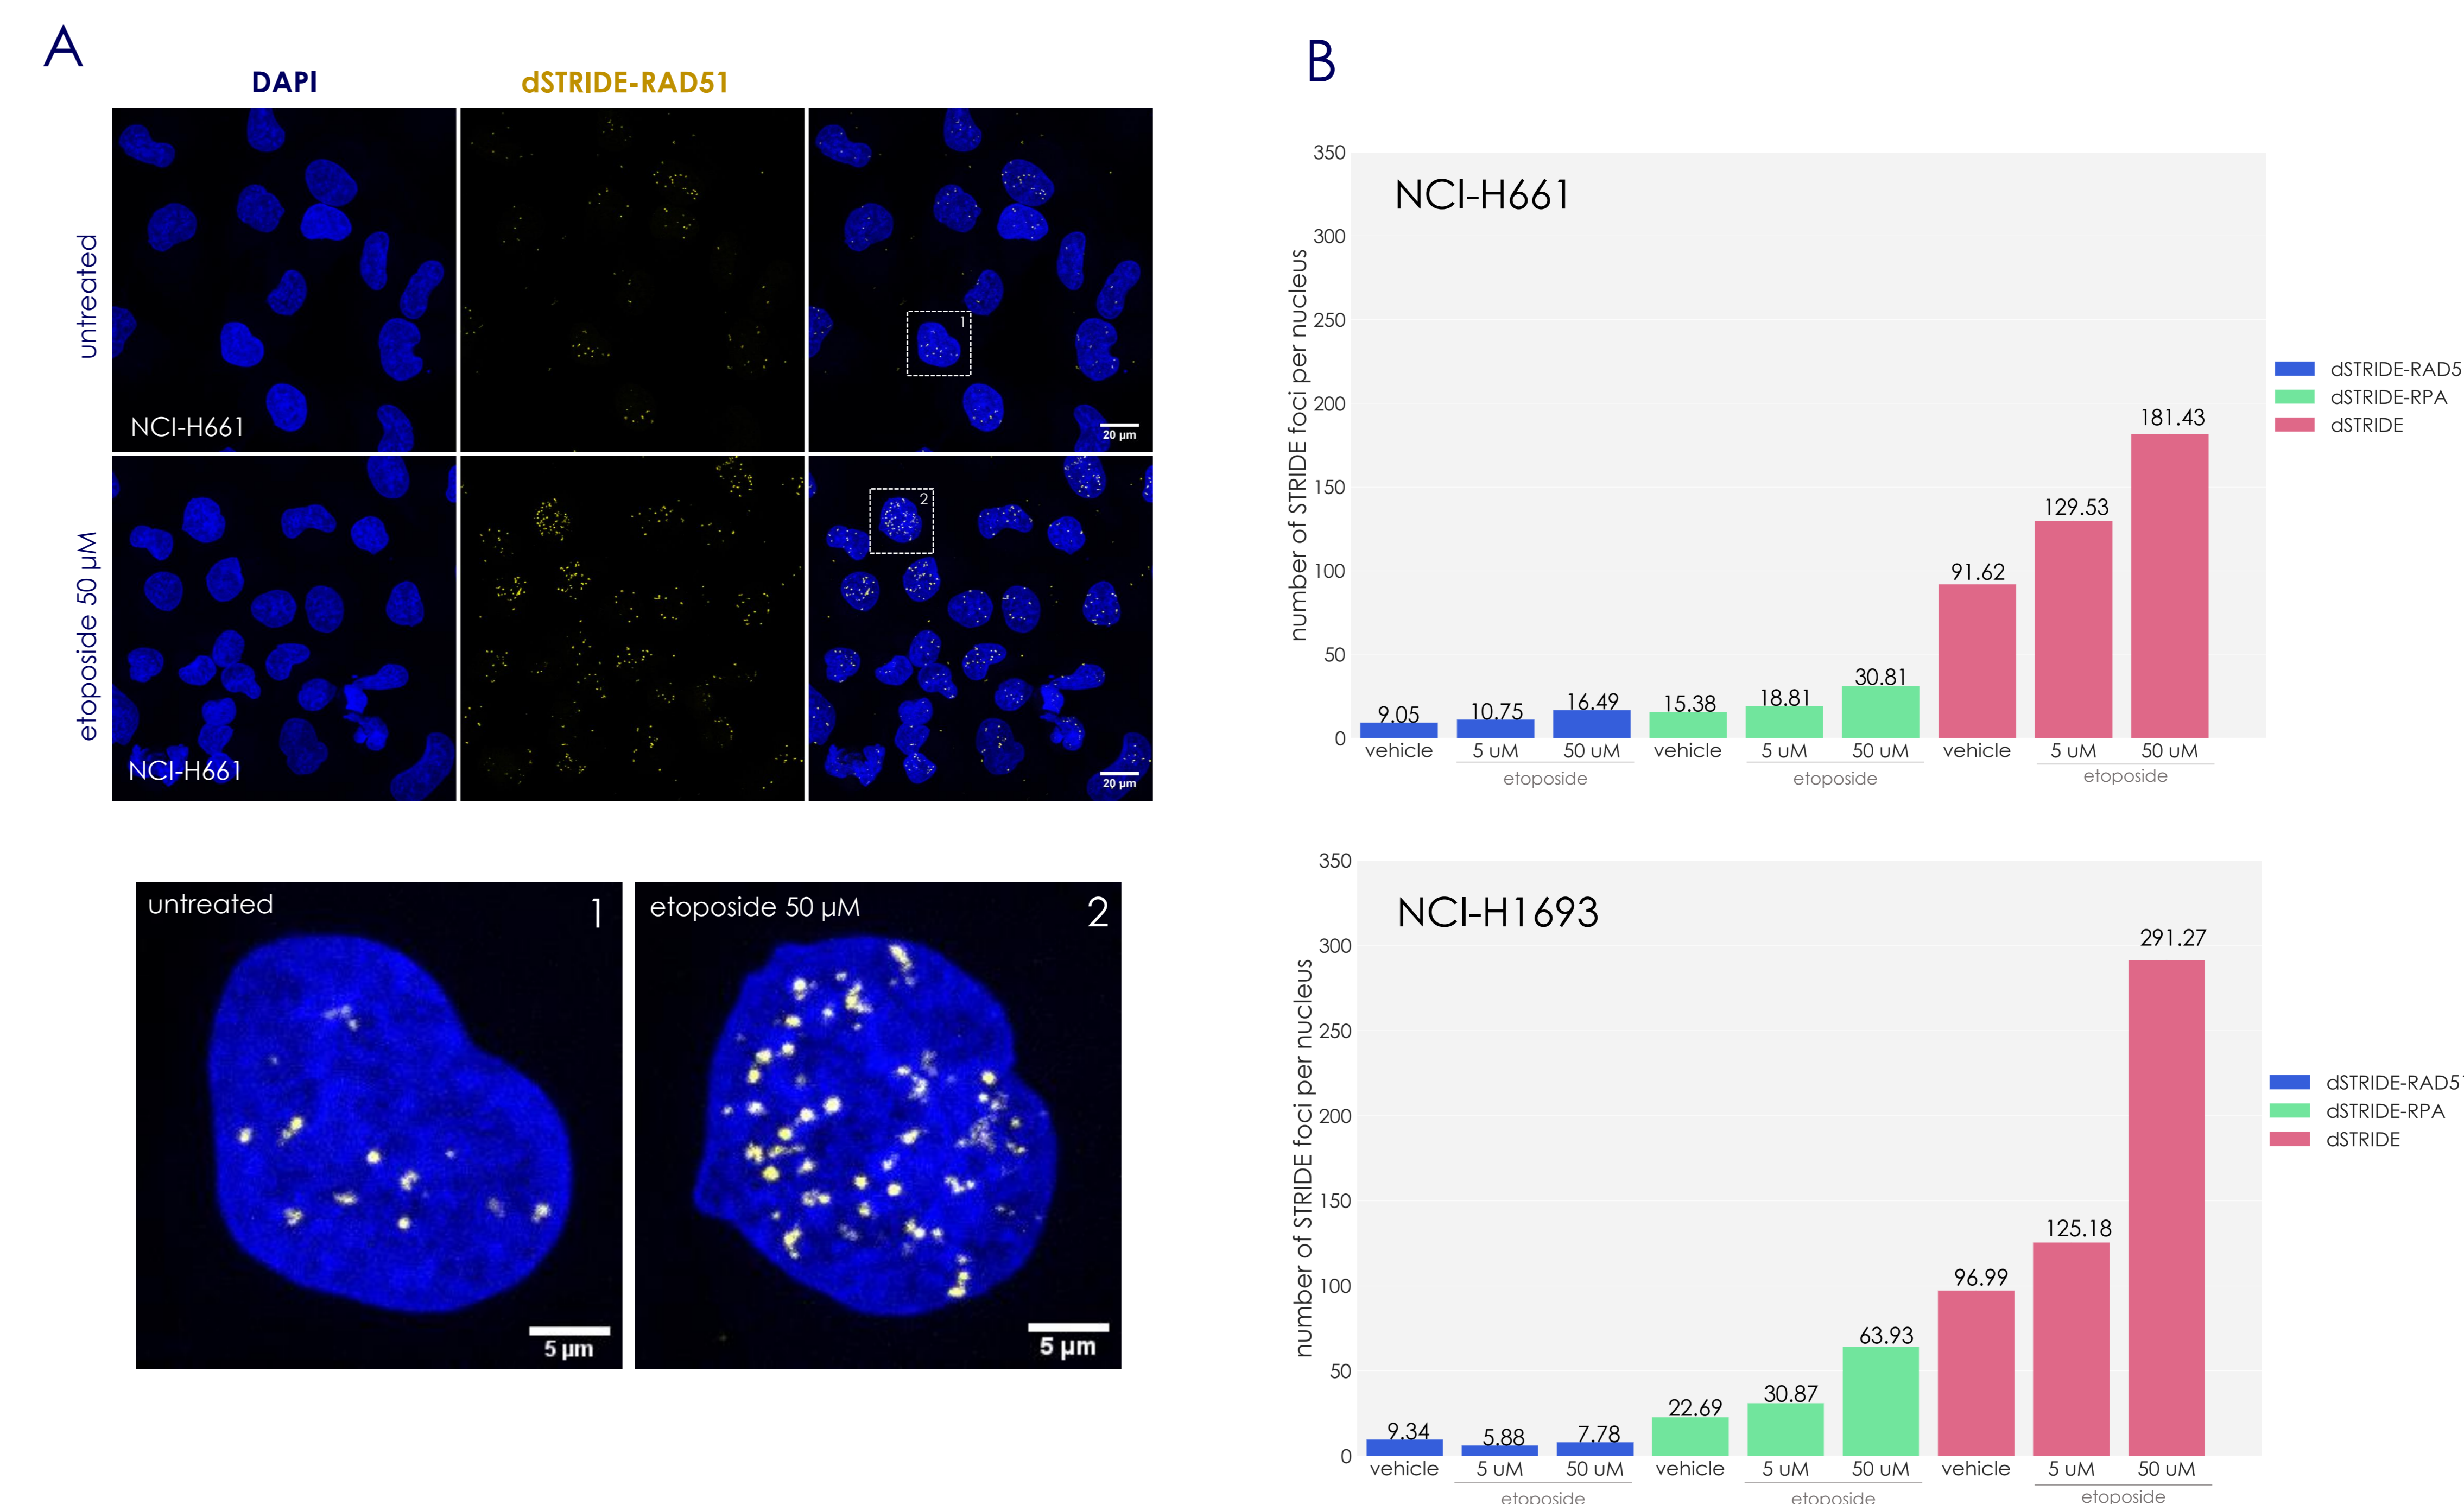 A
DAPI
dSTRIDE-RAD51
untreated
NCI-H661
1
20 µm
etoposide 50 µM
NCI-H661
2
20 µm
untreated
1
5 µm
etoposide 50 µM
2
5 µm
B
NCI-H661
number of STRIDE foci per nucleus
350
300
250
200
150
100
50
0
9.05
10.75
16.49
15.38
18.81
30.81
91.62
129.53
181.43
vehicle
5 uM
50 uM
vehicle
5 uM
50 uM
vehicle
5 uM
50 uM
etoposide
etoposide
etoposide
dSTRIDE-RAD5
dSTRIDE-RPA
dSTRIDE
NCI-H1693
number of STRIDE foci per nucleus
350
300
250
200
150
100
50
0
9.34
5.88
7.78
22.69
30.87
63.93
96.99
125.18
291.27
vehicle
5 uM
50 uM
vehicle
5 uM
50 uM
vehicle
5 uM
50 uM
etoposide
etoposide
etoposide
dSTRIDE-RAD51
dSTRIDE-RPA
dSTRIDE